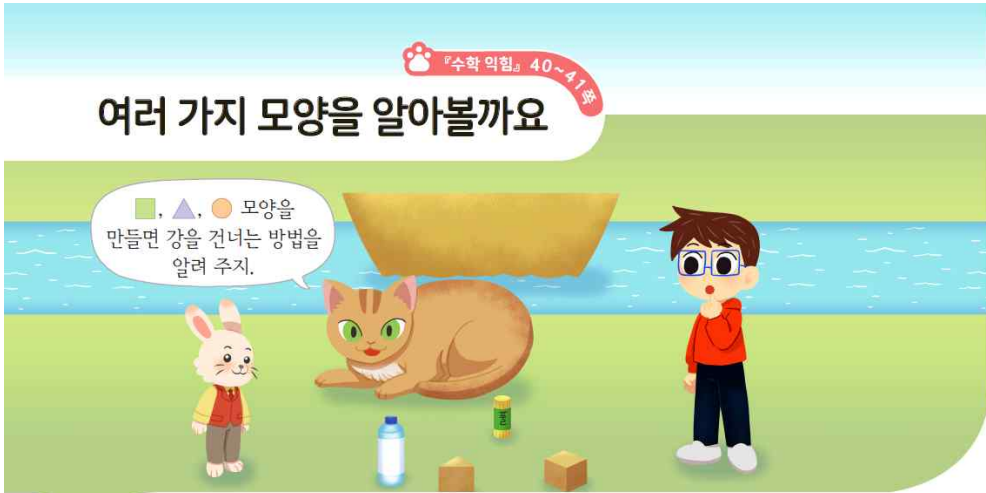 『수학 익힘』 40~41쪽
여러 가지 모양을 알아볼까요
, , 모양을
만들면 강을 건너는 방법을
알려 주지.